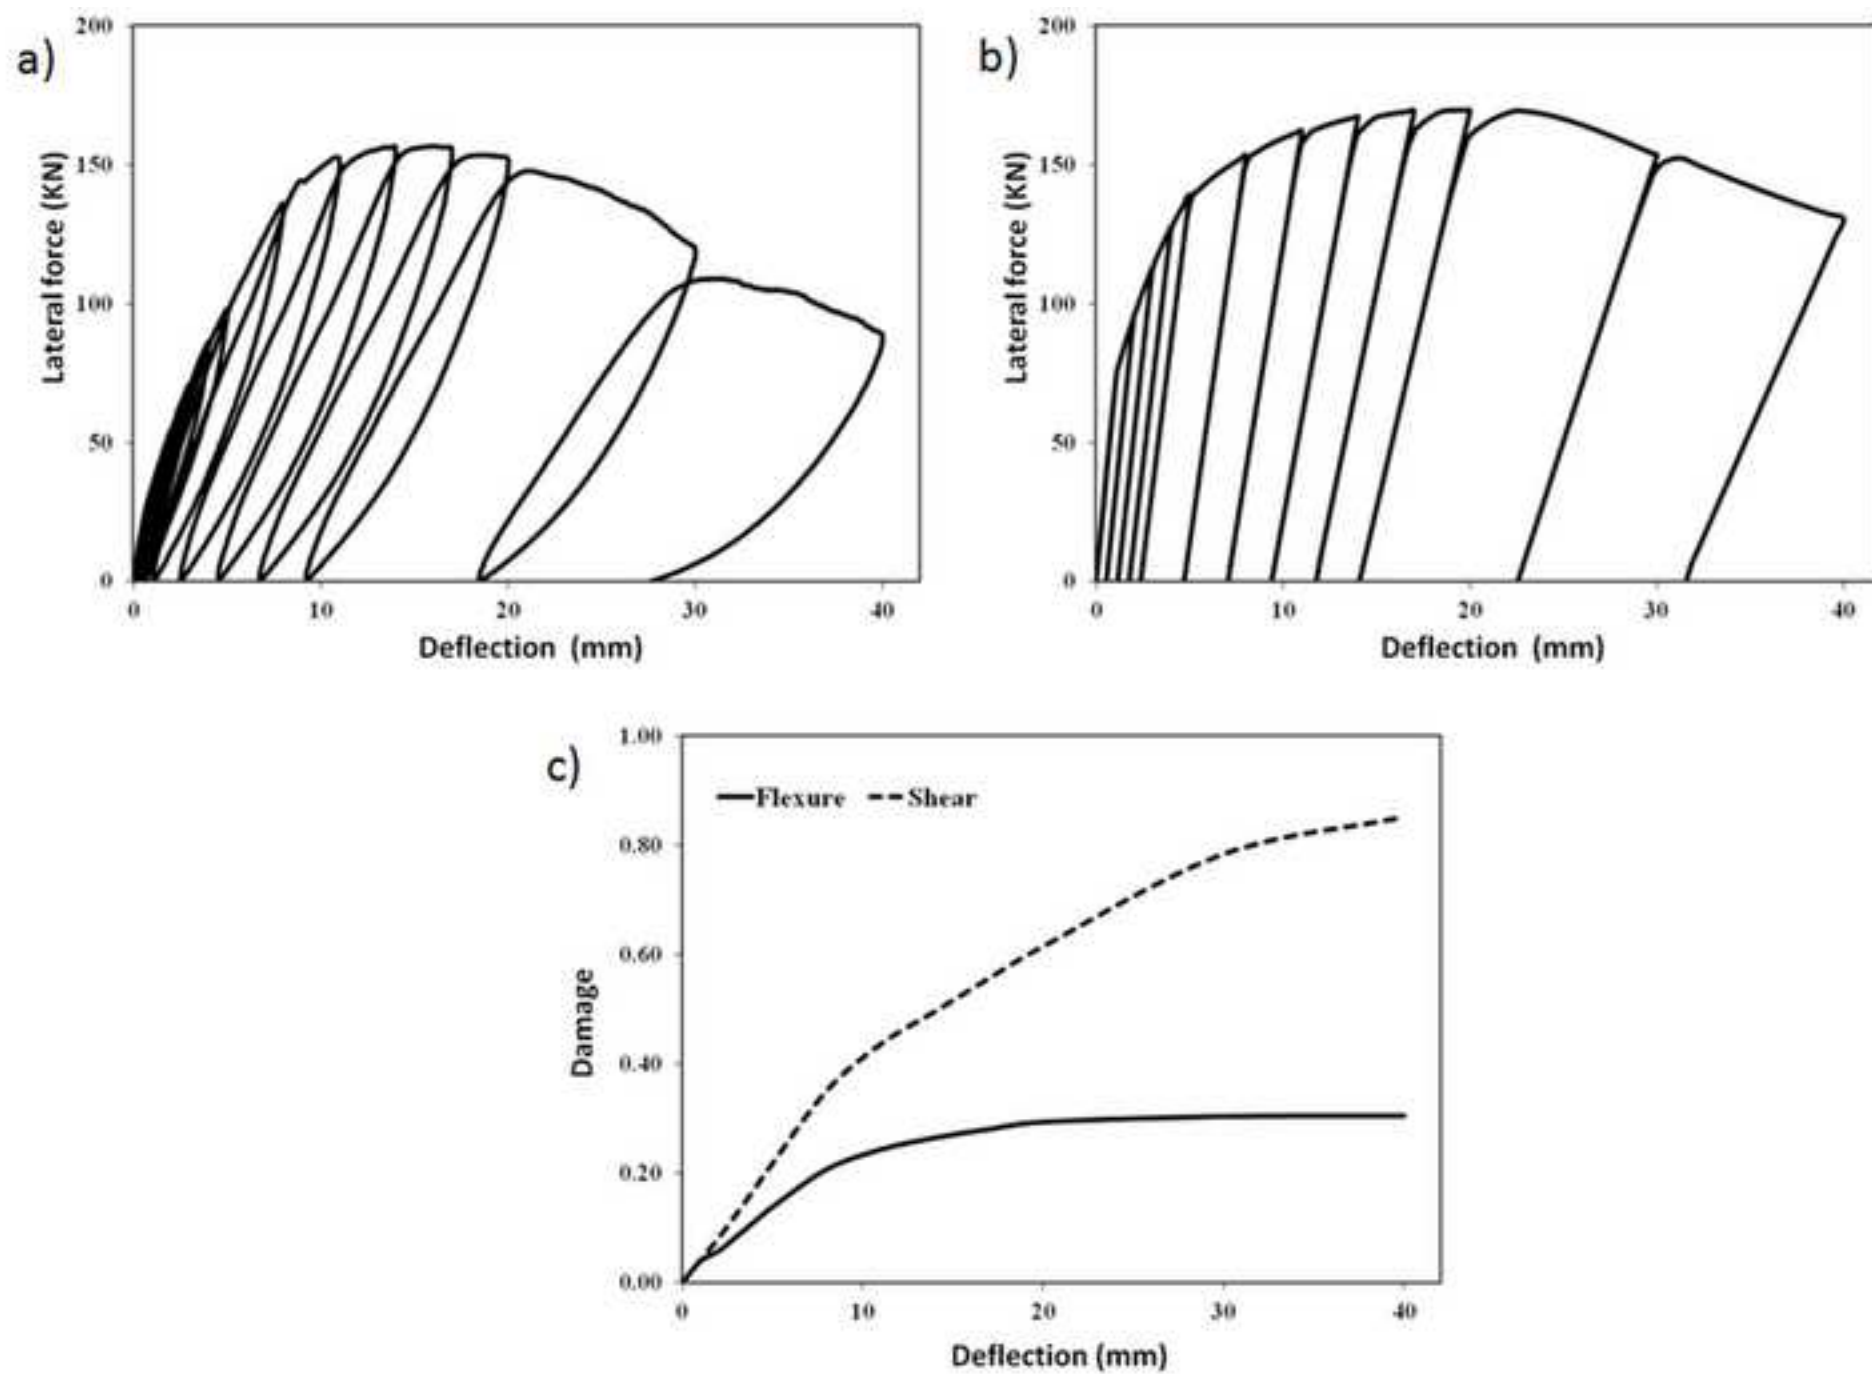 a)
200
150
100
50
0
Lateral force (KN)
0 10 20 30 40
Deflection (mm)
b)
200
150
100
50
0
Lateral force (KN)
0 10 20 30 40
Deflection (mm)
c)
1.00
0.80
0.60
0.40
0.20
0.00
Damage
Flexure Shear
0 10 20 30 40
Deflection (mm)